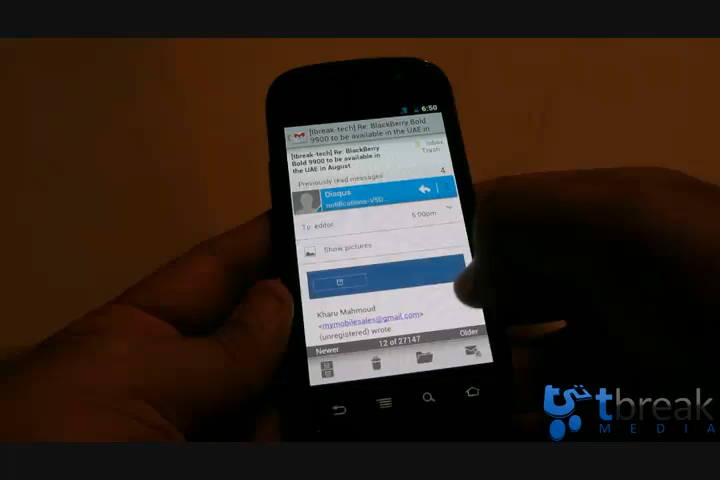 6:50
[tbreak-tech] Re: BlackBerry Bold
9900 to be available in the UAE in
[tbreak-tech] Re: BlackBerry
Bold 9900 to be available in
the UAE in August
Inbox
Trash
Previously read messages 4
Disqus
notifications-V5D...
To: editor 6:00pm
Show pictures
Kharu Mahmoud
<mymobilesales@gmail.com>
(unregistered) wrote
Newer 12 of 27147 Older
tbreak
MEDIA